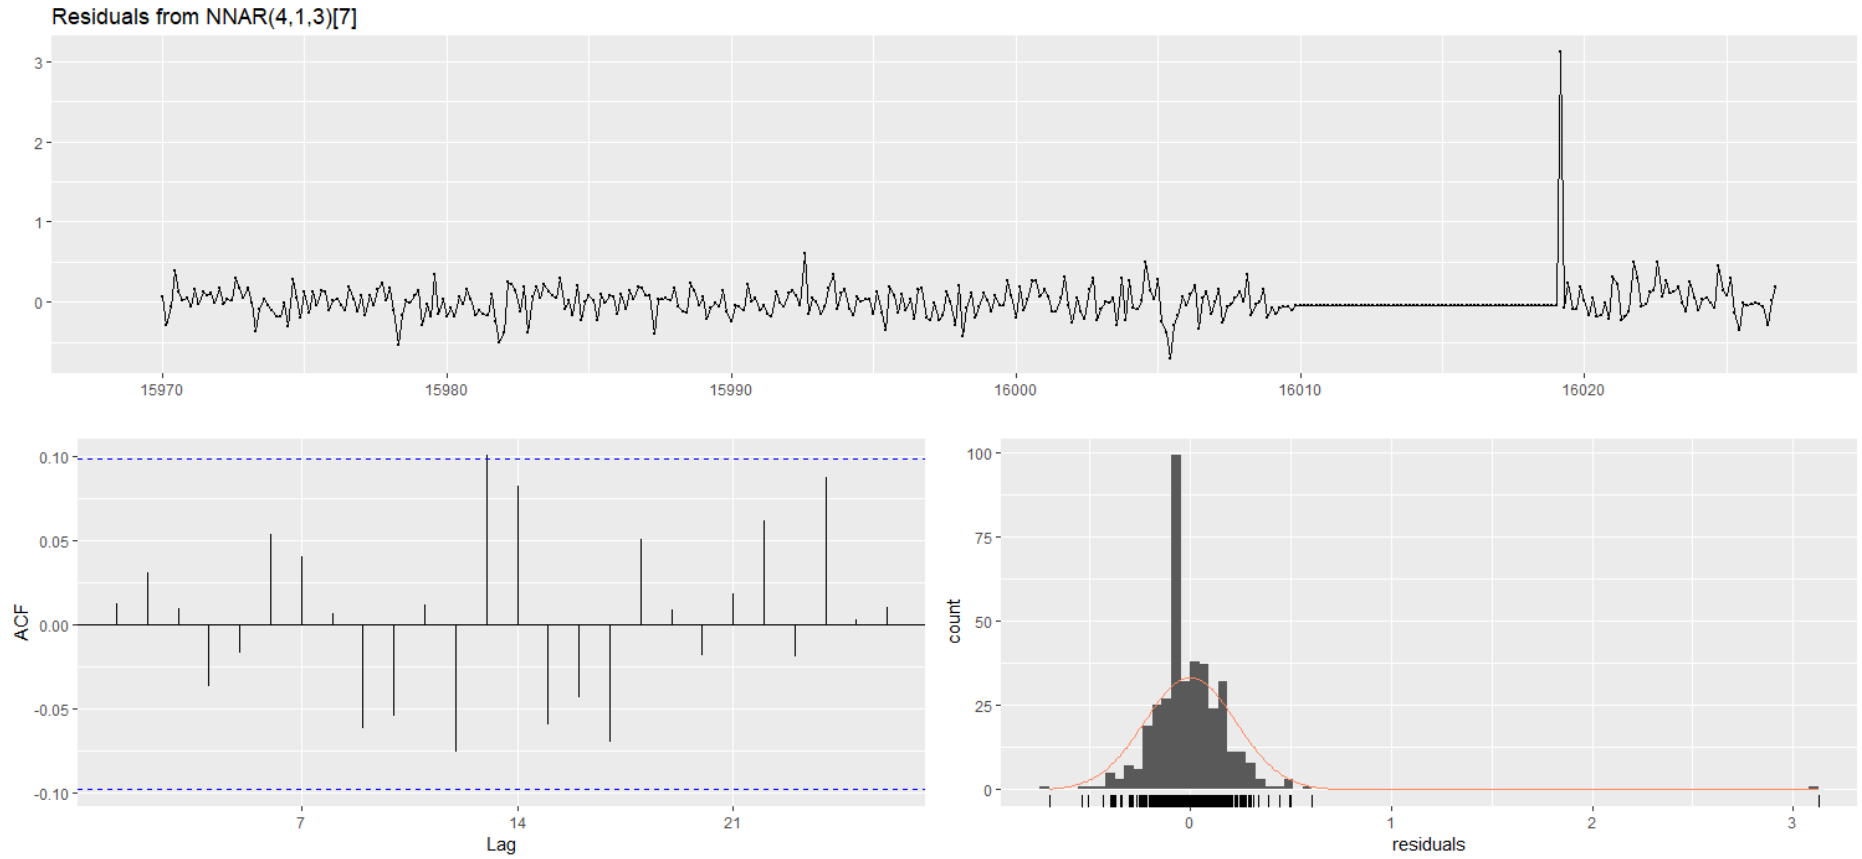 Residuals from NNAR(4,1,3)[7]
3
2
1
0
15970 15980 15990 16000 16010 16020
ACF
0.10
0.05
0.00
-0.05
-0.10
7 14 21
Lag
count
100
75
50
25
0
0 1 2 3
residuals